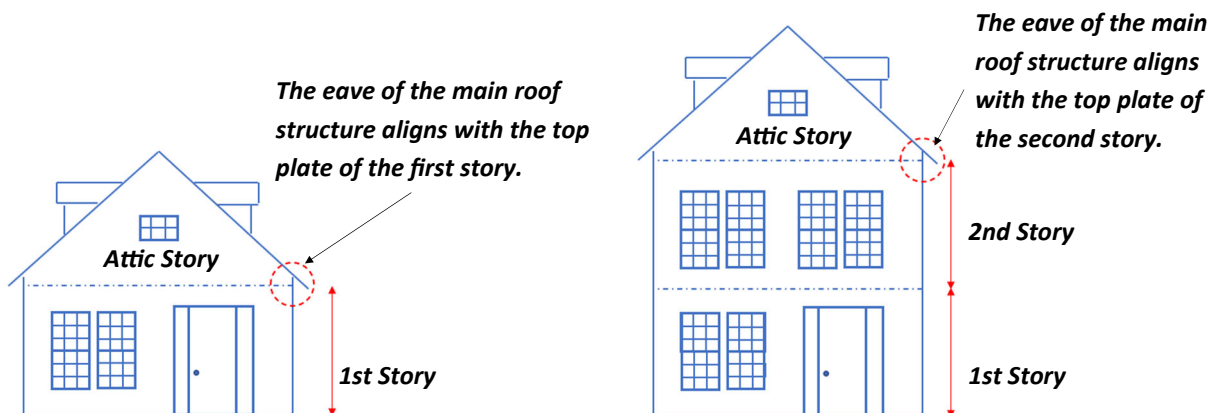 The eave of the main roof
structure aligns with the top
plate of the first story.
Attic Story
1st Story
The eave of the main
roof structure aligns
with the top plate of
the second story.
Attic Story
2nd Story
1st Story